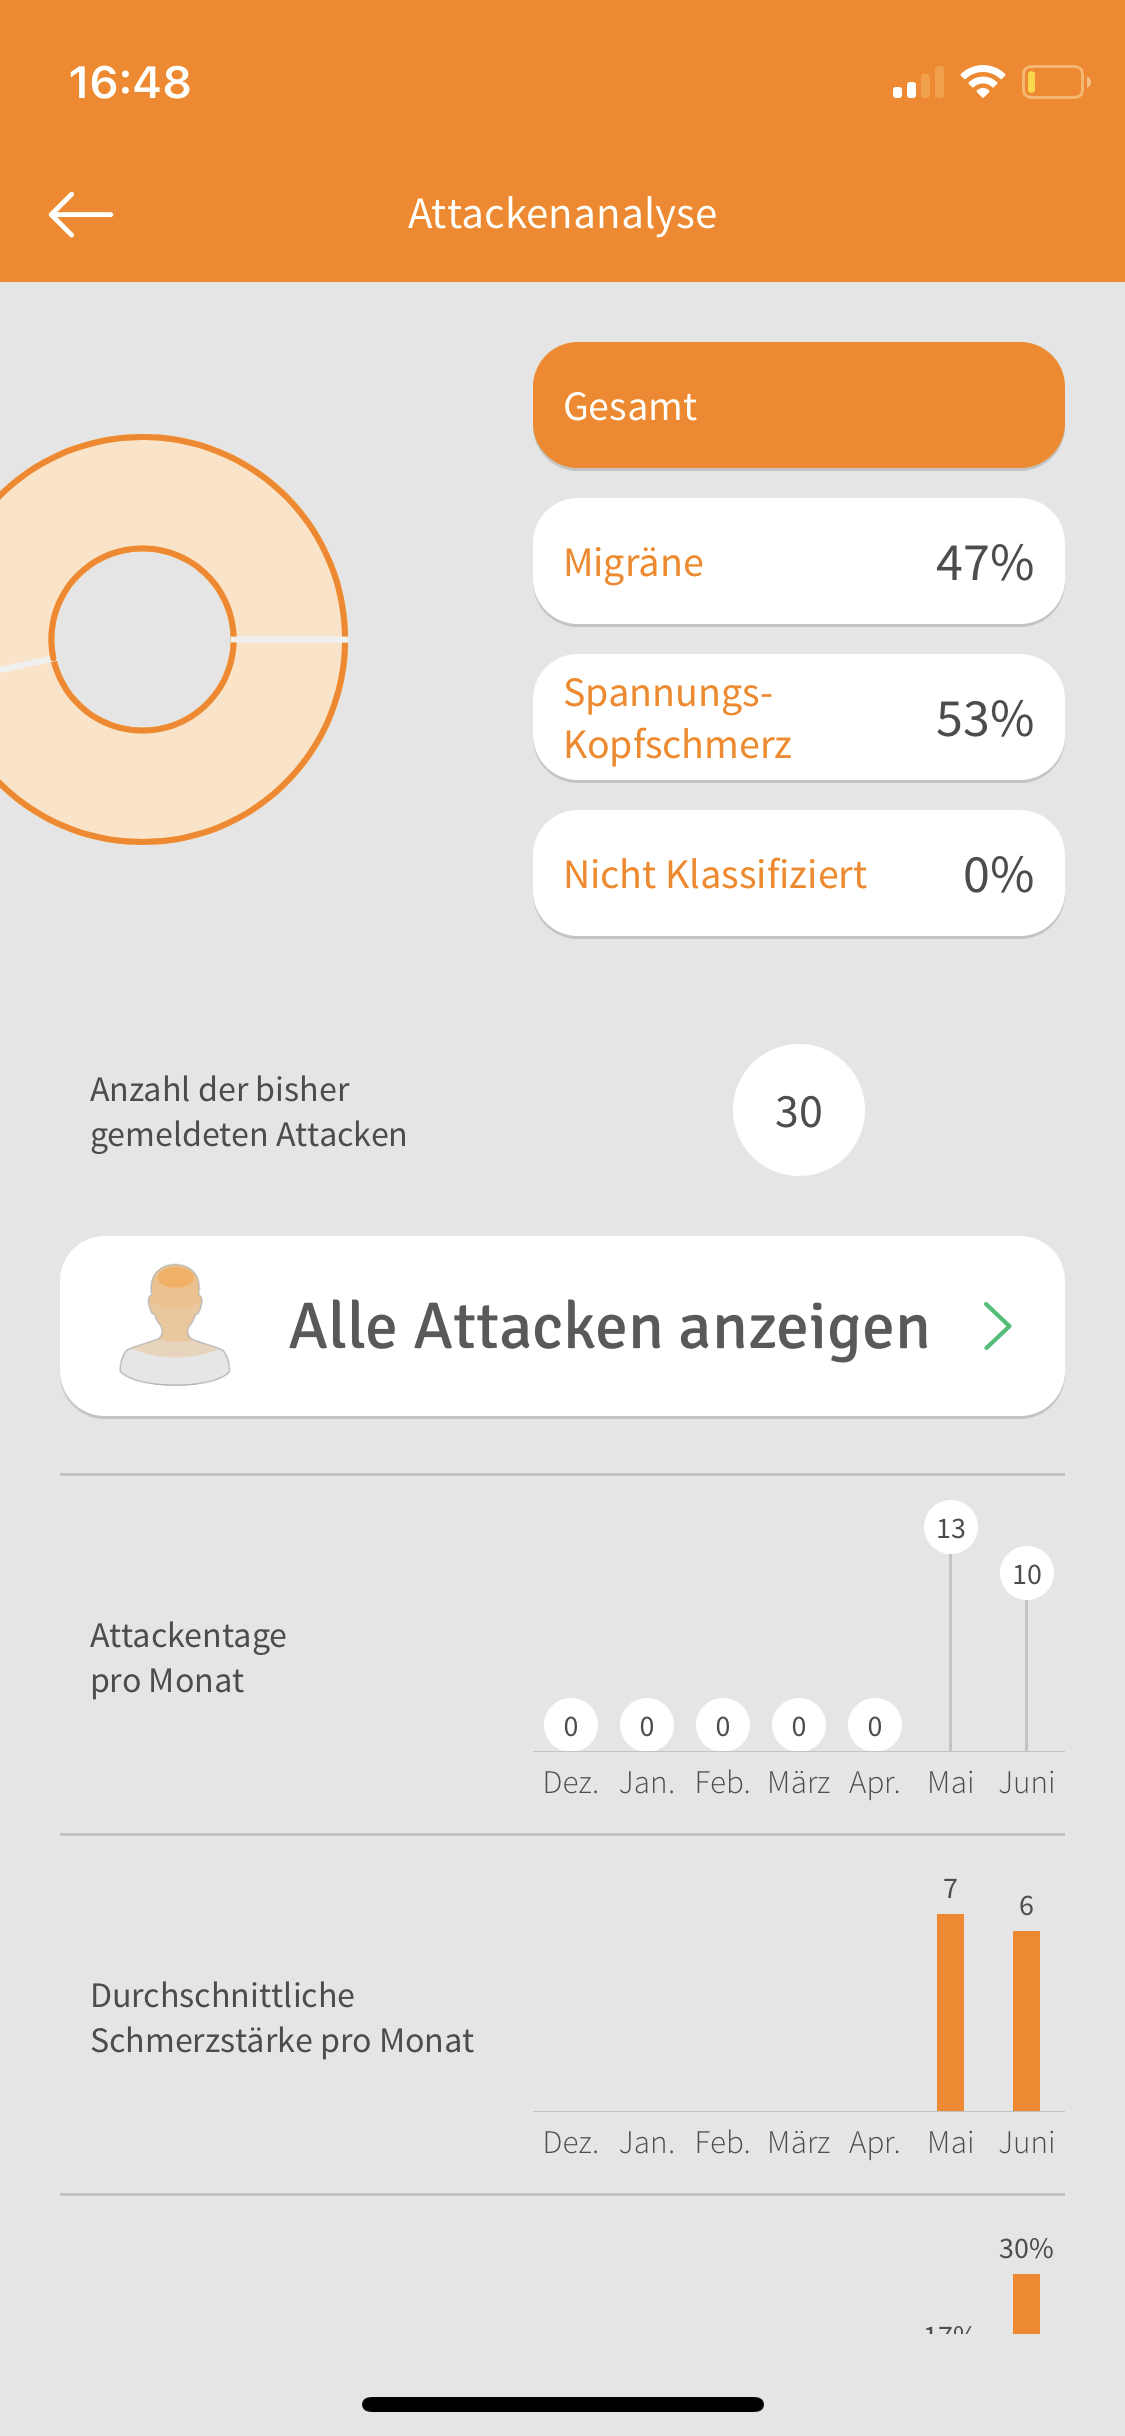 16:48
Attackenanalyse
Gesamt
Migräne 47%
Spannungs-
Kopfschmerz 53%
Nicht Klassifiziert 0%
Anzahl der bisher
gemeldeten Attacken
30
Alle Attacken anzeigen
Attackentage
pro Monat
13
10
0 0 0 0 0
Dez. Jan. Feb. März Apr. Mai Juni
Durchschnittliche
Schmerzstärke pro Monat
7
6
Dez. Jan. Feb. März Apr. Mai Juni
30%
17%